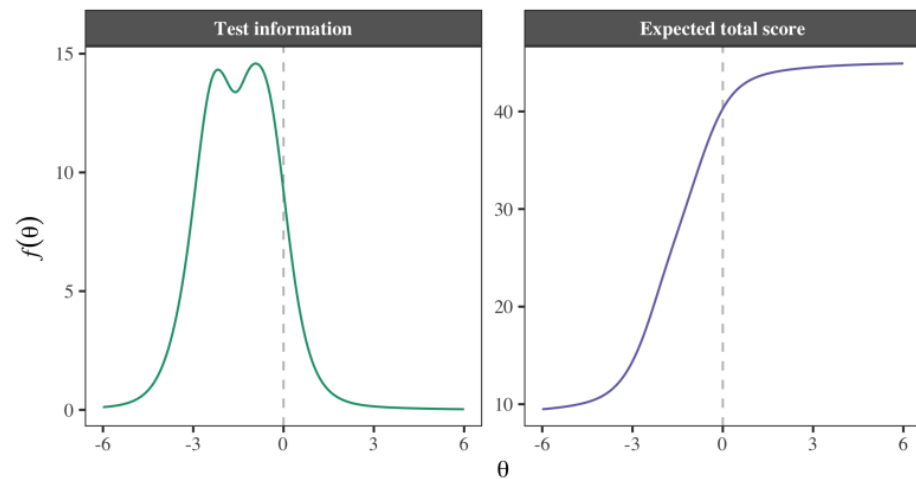 Test information
Expected total score
15
10
5
0
40
30
20
10
f(θ)
-6 -3 0 3 6
-6 -3 0 3 6
θ